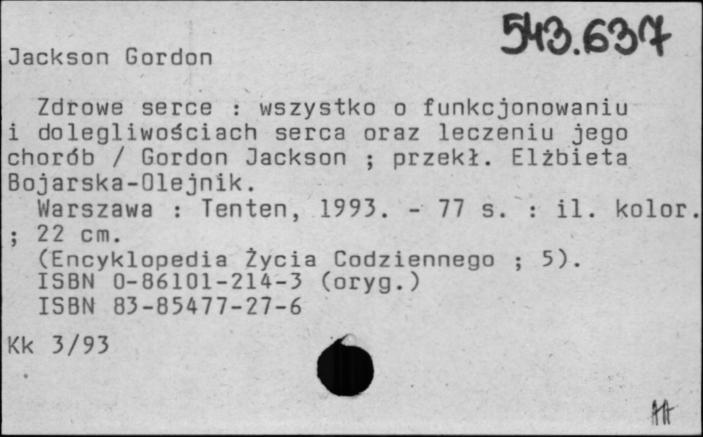 543.637
Jackson Gordon
Zdrowe serce : wszystko o funkcjonowaniu
i dolegliwościach serca oraz leczeniu jego
chorób / Gordon Jackson ; przekł. Elżbieta
Bojarska-Olejnik.
Warszawa : Tenten, 1993. - 77 s. : il. kolor.
; 22 cm.
(Encyklopedia Życia Codziennego ; 5).
ISBN 0-86101-214-3 (oryg.)
ISBN 83-85477-27-6
Kk 3/93